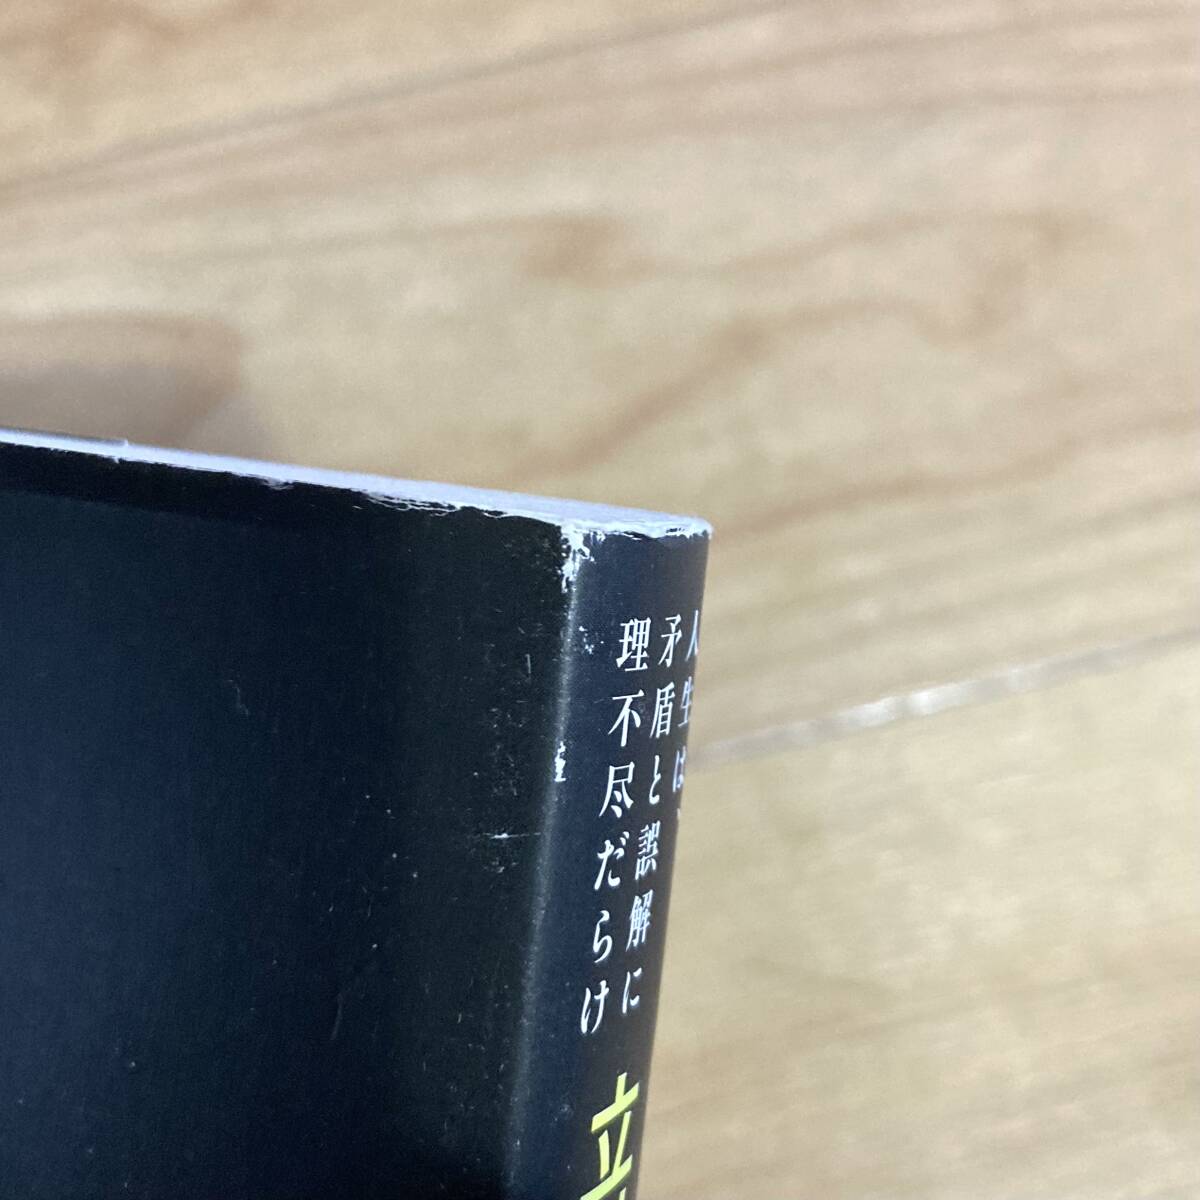 人生は、
矛盾と誤解に
理不尽だらけ